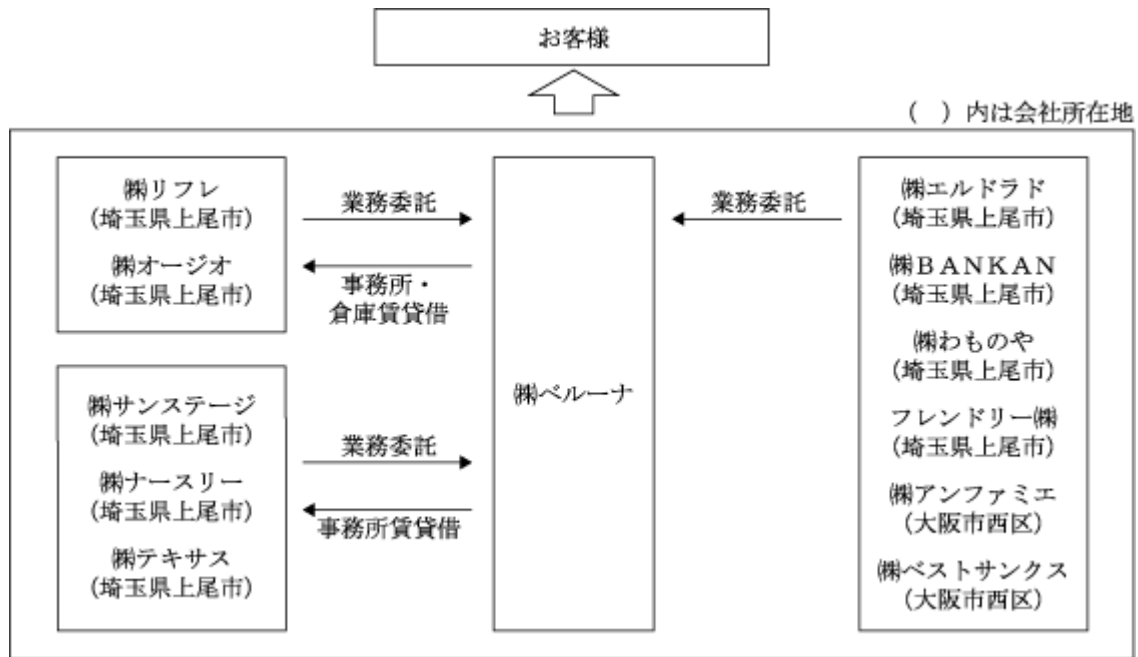 お客様
( )内は会社所在地
㈱リフレ
(埼玉県上尾市)
㈱オージオ
(埼玉県上尾市)
業務委託
事務所・
倉庫賃貸借
㈱サンステージ
(埼玉県上尾市)
㈱ナースリー
(埼玉県上尾市)
㈱テキサス
(埼玉県上尾市)
業務委託
事務所賃貸借
㈱ベルーナ
業務委託
㈱エルドラド
(埼玉県上尾市)
㈱BANKAN
(埼玉県上尾市)
㈱わものや
(埼玉県上尾市)
フレンドリー㈱
(埼玉県上尾市)
㈱アンファミエ
(大阪市西区)
㈱ベストサンクス
(大阪市西区)